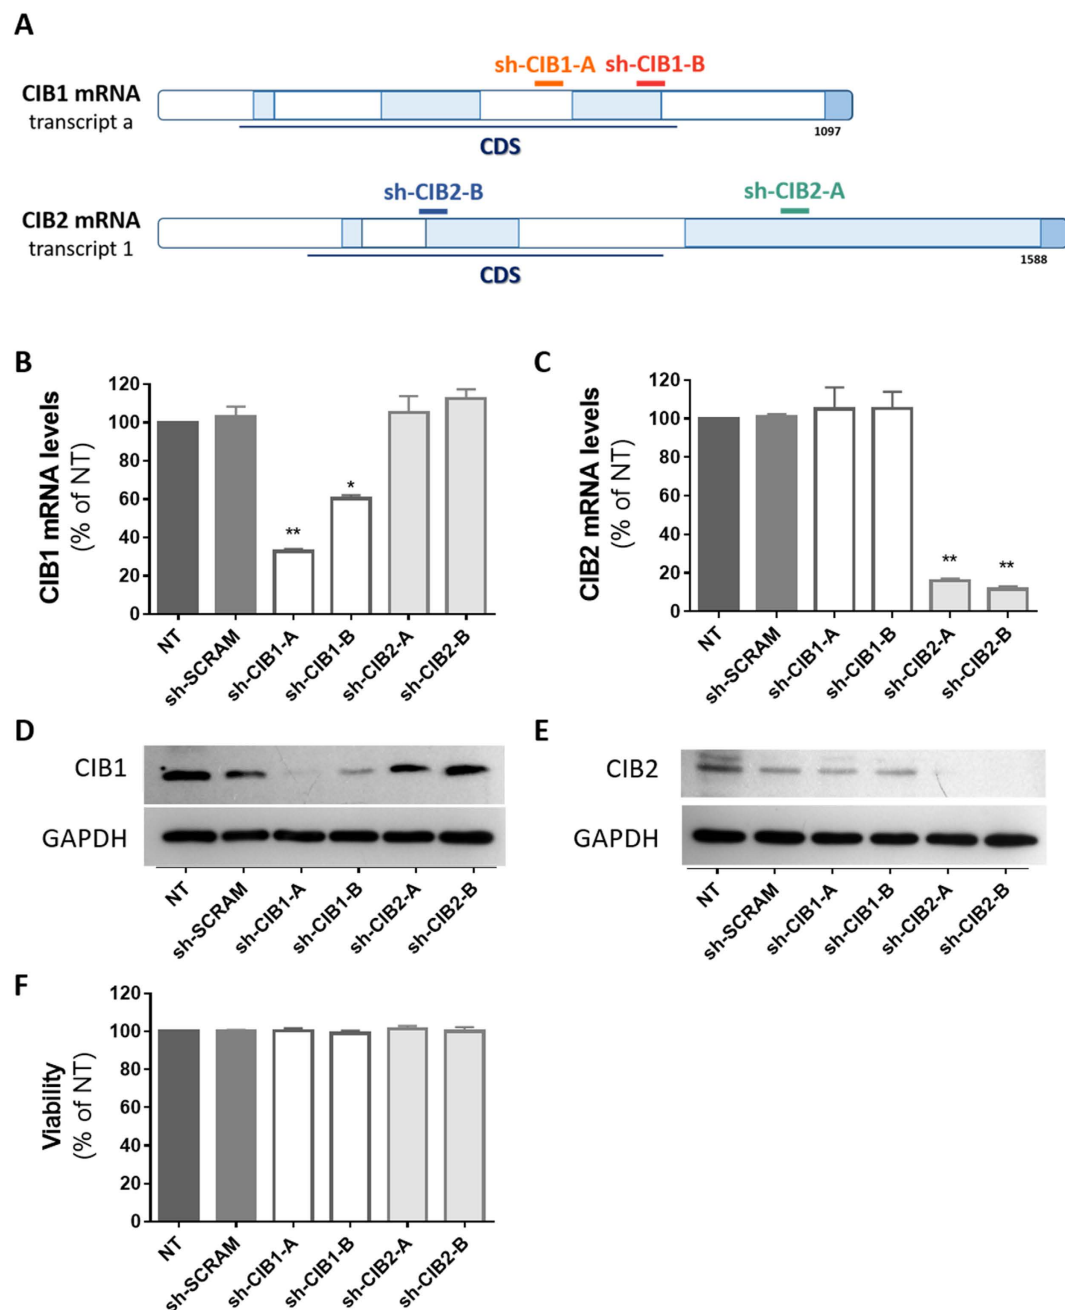 A
sh-CIB1-A sh-CIB1-B
CIB1 mRNA
transcript a
1097
CDS
sh-CIB2-B
sh-CIB2-A
CIB2 mRNA
transcript 1
1588
CDS
B
CIB1 mRNA levels
(% of NT)
120
100
80
60
40
20
0
**
*
NT
sh-SCRAM
sh-CIB1-A
sh-CIB1-B
sh-CIB2-A
sh-CIB2-B
C
CIB2 mRNA levels
(% of NT)
120
100
80
60
40
20
0
**
**
NT
sh-SCRAM
sh-CIB1-A
sh-CIB1-B
sh-CIB2-A
sh-CIB2-B
D
CIB1
GAPDH
NT
sh-SCRAM
sh-CIB1-A
sh-CIB1-B
sh-CIB2-A
sh-CIB2-B
E
CIB2
GAPDH
NT
sh-SCRAM
sh-CIB1-A
sh-CIB1-B
sh-CIB2-A
sh-CIB2-B
F
Viability
(% of NT)
120
100
80
60
40
20
0
NT
sh-SCRAM
sh-CIB1-A
sh-CIB1-B
sh-CIB2-A
sh-CIB2-B